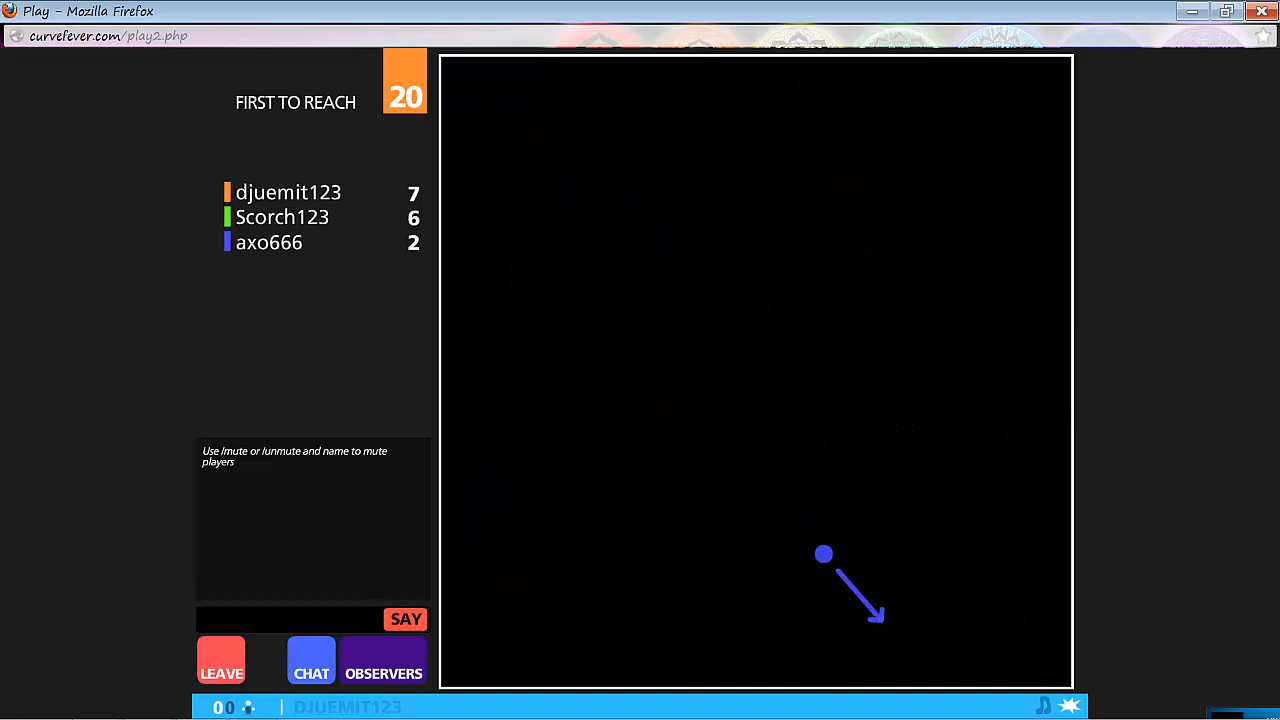 Play - Mozilla Firefox
curvefever.com/play2.php
FIRST TO REACH 20
djuemit123 7
Scorch123 6
axo666 2
Use /mute or /unmute and name to mute
players
SAY
LEAVE CHAT OBSERVERS
00 | DJUEMIT123